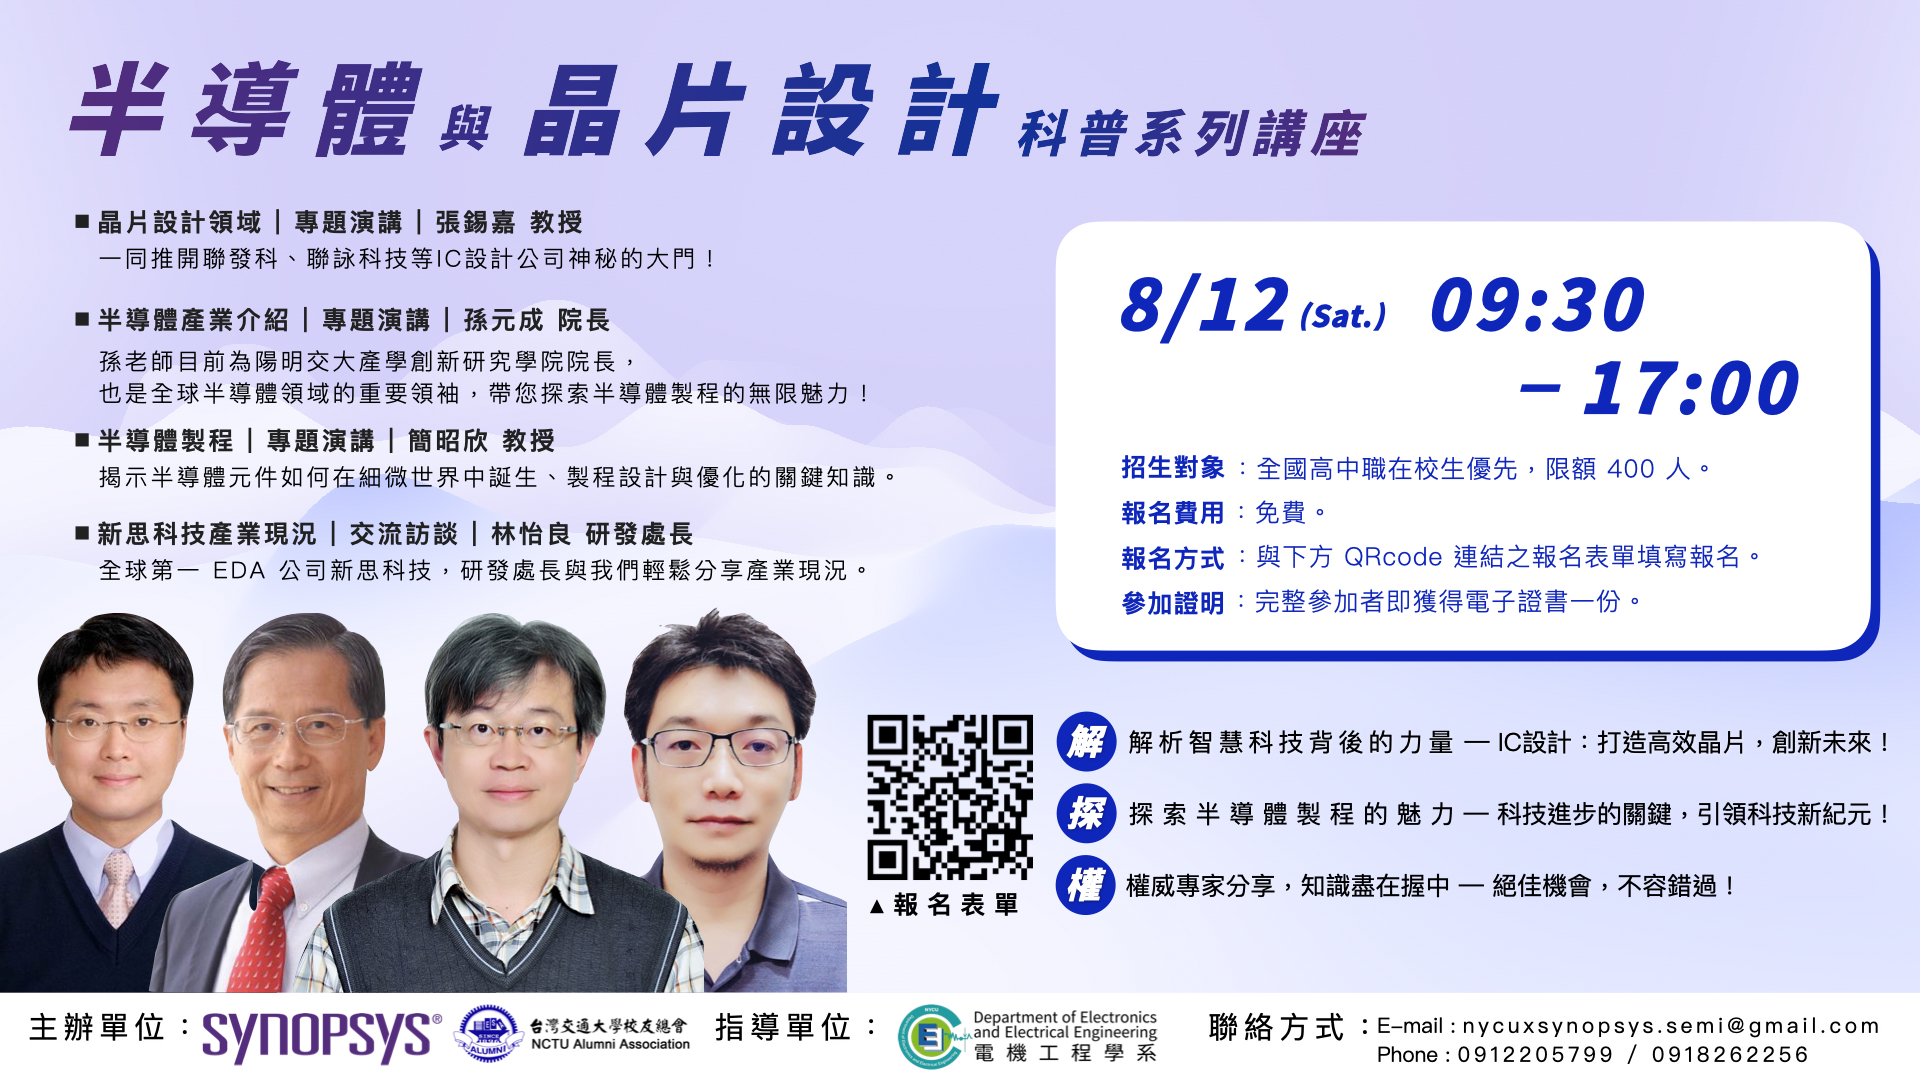 半導體與晶片設計科普系列講座
■ 晶片設計領域｜專題演講｜張錫嘉 教授
一同推開聯發科、聯詠科技等IC設計公司神秘的大門！
■ 半導體產業介紹｜專題演講｜孫元成 院長
孫老師目前為陽明交大產學創新研究學院院長，
也是全球半導體領域的重要領袖，帶您探索半導體製程的無限魅力！
■ 半導體製程｜專題演講｜簡昭欣 教授
揭示半導體元件如何在細微世界中誕生、製程設計與優化的關鍵知識。
■ 新思科技產業現況｜交流訪談｜林怡良 研發處長
全球第一 EDA 公司新思科技，研發處長與我們輕鬆分享產業現況。
8/12 (Sat.) 09:30
– 17:00
招生對象：全國高中職在校生優先，限額 400 人。
報名費用：免費。
報名方式：與下方 QRcode 連結之報名表單填寫報名。
參加證明：完整參加者即獲得電子證書一份。
▲報名表單
解 解析智慧科技背後的力量 — IC設計：打造高效晶片，創新未來！
探 探索半導體製程的魅力 — 科技進步的關鍵，引領科技新紀元！
權 權威專家分享，知識盡在握中 — 絕佳機會，不容錯過！
主辦單位：SYNOPSYS®
ALUMNI
台灣交通大學校友總會
NCTU Alumni Association
指導單位：
NYCU
Department of Electronics
and Electrical Engineering
電機工程學系
聯絡方式：E-mail : nycuxsynopsys.semi@gmail.com
Phone : 0912205799 / 0918262256